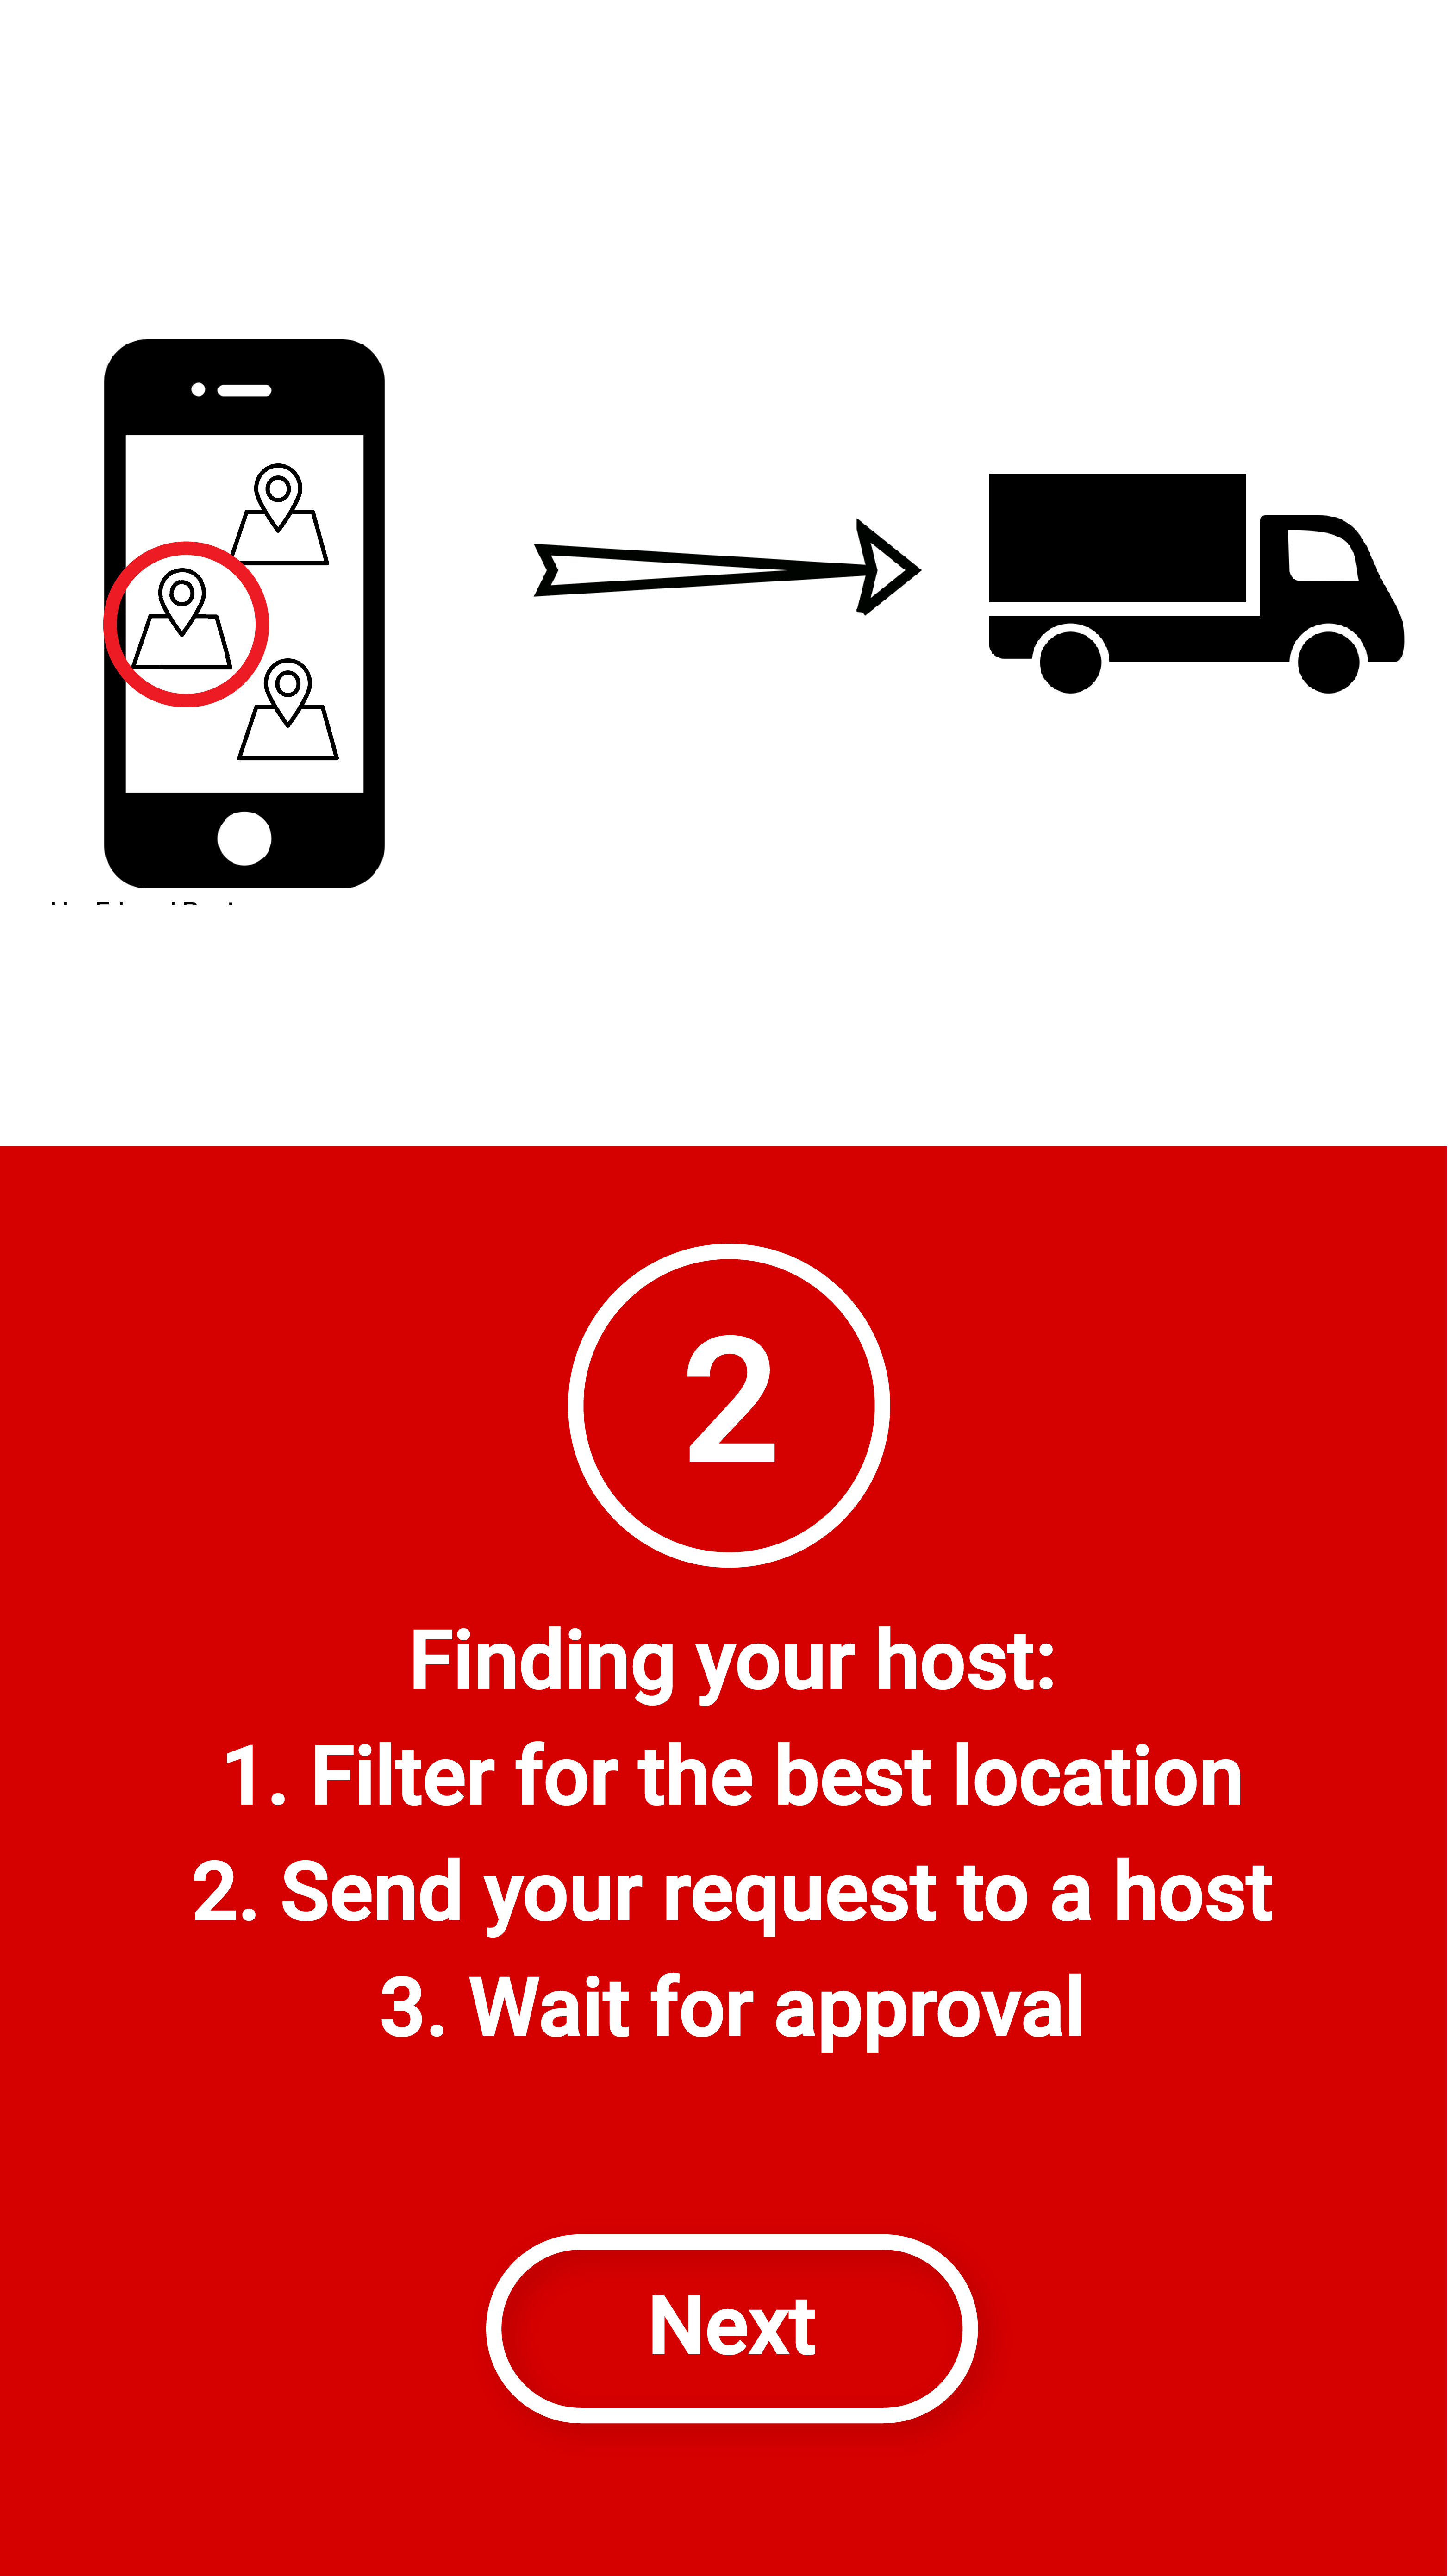 2
Finding your host:
1. Filter for the best location
2. Send your request to a host
3. Wait for approval
Next